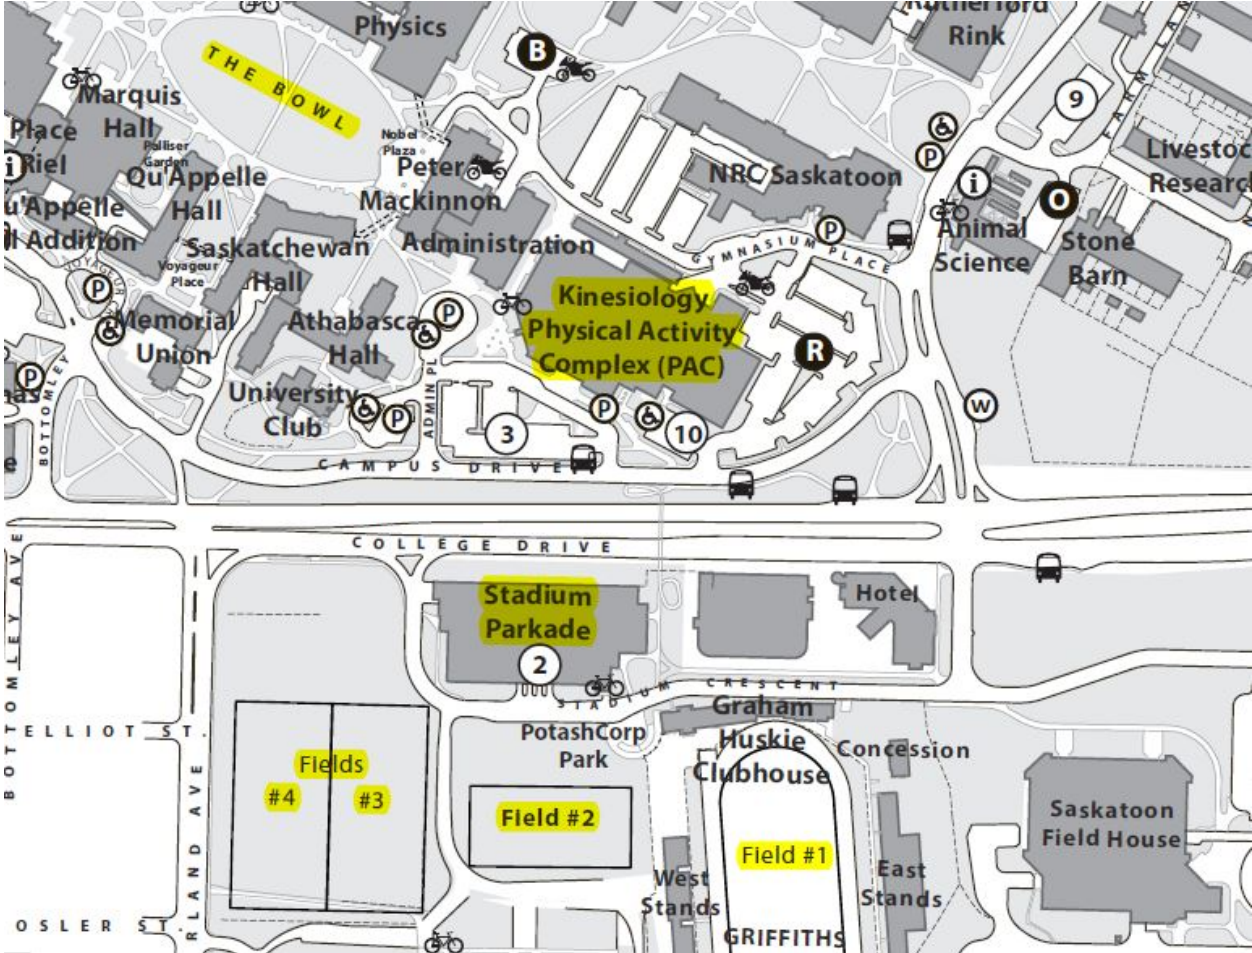 Physics
Rutherford
Rink
B
THE BOWL
Marquis
Hall
9
FARM LAN
Place
Riel
i
Palliser
Garden
Nobel
Plaza
Peter
Mackinnon
Administration
Qu'Appelle
Hall
u'Appelle
l Addition
NRC Saskatoon
P
i
O
Livestoc
Research
Saskatchewan
Hall
Voyageur
Place
P
GYMNASIUM PLACE
Animal
Science
Stone
Barn
P
Memorial
Union
Athabasca
Hall
P
Kinesiology
Physical Activity
Complex (PAC)
R
P
BOTTOMLEY
University
Club
P
ADMIN PL
3
P
10
W
CAMPUS DRIVE
COLLEGE DRIVE
BOTTOMLEY AVE
Stadium
Parkade
2
Hotel
STADIUM CRESCENT
ELLIOT ST.
PotashCorp
Park
Graham
Huskie
Clubhouse
Concession
Fields
#4
#3
Field #2
Field #1
Saskatoon
Field House
West
Stands
East
Stands
RLAND AVE
OSLER ST.
GRIFFITHS